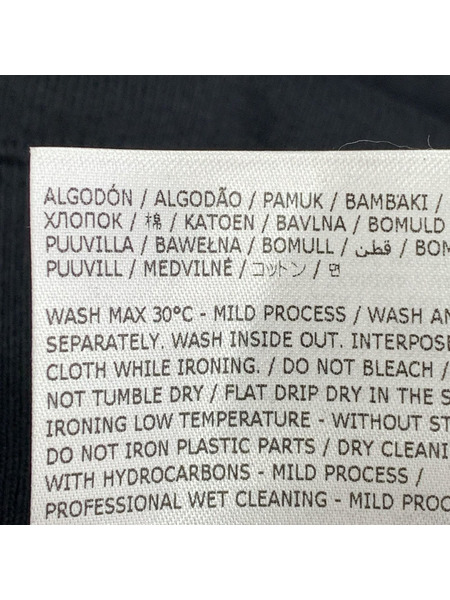 ALGODÓN / ALGODÃO / PAMUK / BAMBAKI /
ХЛОПОК / 棉 / KATOEN / BAVLNA / BOMULD
PUUVILLA / BAWEŁNA / BOMULL / قطن / BOM
PUUVILL / MEDVILNÉ / コットン / 면
WASH MAX 30°C - MILD PROCESS / WASH AN
SEPARATELY. WASH INSIDE OUT. INTERPOSE
CLOTH WHILE IRONING. / DO NOT BLEACH /
NOT TUMBLE DRY / FLAT DRIP DRY IN THE S
IRONING LOW TEMPERATURE - WITHOUT ST
DO NOT IRON PLASTIC PARTS / DRY CLEANI
WITH HYDROCARBONS - MILD PROCESS /
PROFESSIONAL WET CLEANING - MILD PROC